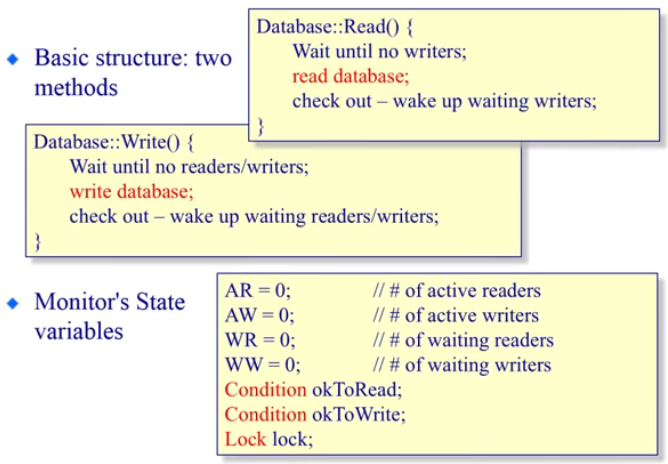 Basic structure: two
methods
Database::Read() {
Wait until no writers;
read database;
check out – wake up waiting writers;
}
Database::Write() {
Wait until no readers/writers;
write database;
check out – wake up waiting readers/writers;
}
Monitor's State
variables
AR = 0; // # of active readers
AW = 0; // # of active writers
WR = 0; // # of waiting readers
WW = 0; // # of waiting writers
Condition okToRead;
Condition okToWrite;
Lock lock;